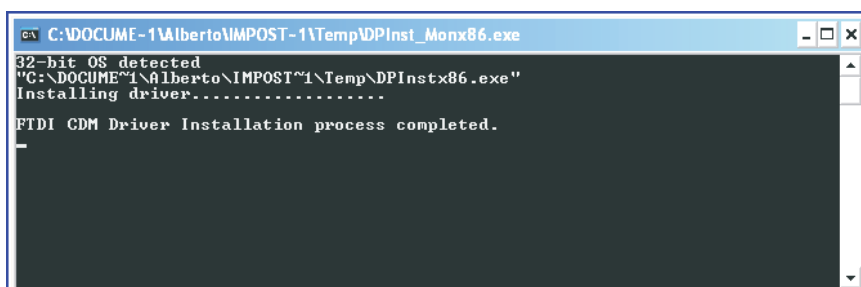 C:\DOCUME~1\Alberto\IMPOST~1\Temp\DPInst_Monx86.exe
32-bit OS detected
"C:\DOCUME~1\Alberto\IMPOST~1\Temp\DPInstx86.exe"
Installing driver...................
FTDI CDM Driver Installation process completed.